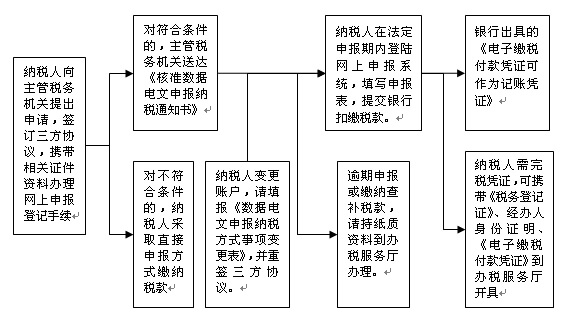 纳税人向
主管税务
机关提出
申请，签
订三方协
议，携带
相关证件
资料办理
网上申报
登记手续
对符合条件
的，主管税
务机关送达
《核准数据
电文申报纳
税通知书》
对不符
合条件
的，纳
税人采
取直接
申报方
式缴纳
税款
纳税人变更
账户，请填
报《数据电
文申报纳税
方式事项变
更表》，并重
签三方协
议。
纳税人在法定
申报期内登陆
网上申报系
统，填写申报
表，提交银行
扣缴税款。
逾期申报
或缴纳查
补税款，
请持纸质
资料到办
税服务厅
办理。
银行出具的
《电子缴税
付款凭证可
作为记账凭
证》
纳税人需完
税凭证，可携
带《税务登记
证》、经办人
身份证明、
《电子缴税
付款凭证》到
办税服务厅
开具